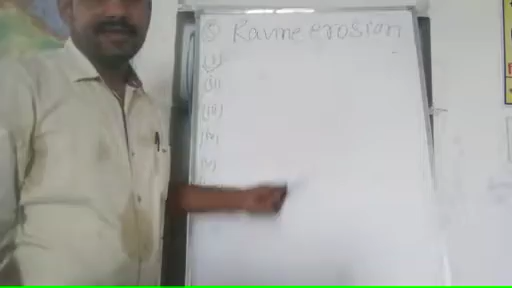 (5) Ravine erosion
(i)
(ii)
(iii)
(iv)
(v)